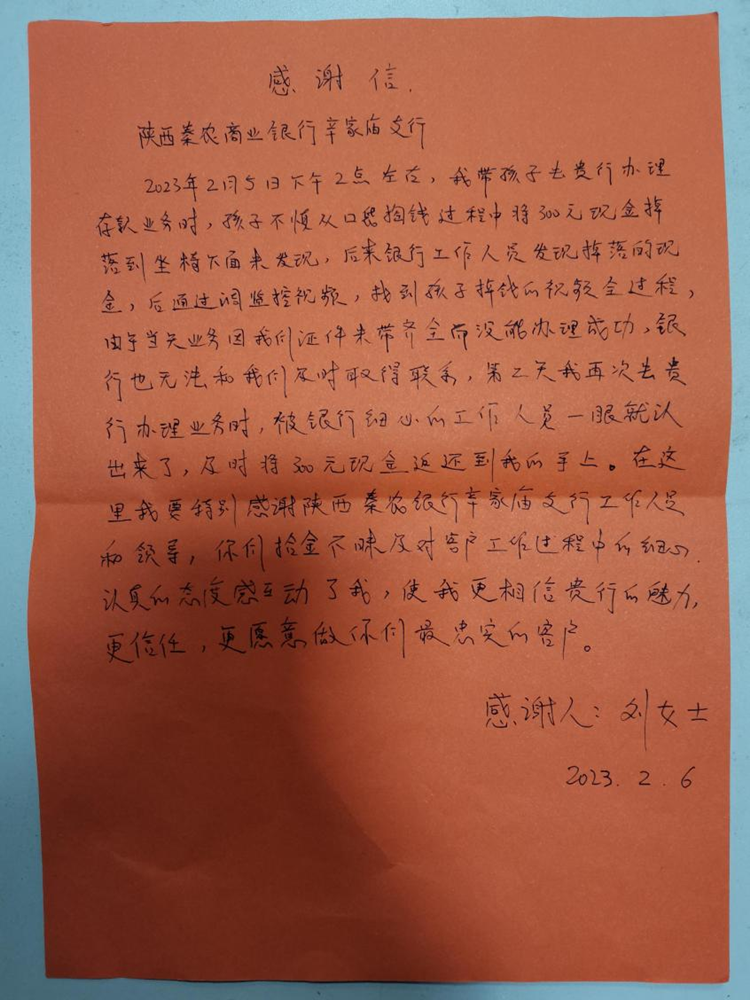 感谢信.
陕西秦农商业银行辛家庙支行
2023年2月5日下午2点左右，我带孩子去贵行办理
存款业务时，孩子不慎从口袋掏钱过程中将300元现金掉
落到坐椅下面未发现，后来银行工作人员发现掉落的现
金，后通过调监控视频，找到孩子掉钱的视频全过程，
由于当天业务因我们证件未带齐全而没能办理成功，银
行也无法和我们及时取得联系，第二天我再次去贵
行办理业务时，被银行细心的工作人员一眼就认
出来了，及时将300元现金返还到我的手上。在这
里我要特别感谢陕西秦农银行辛家庙支行工作人员
和领导，你们拾金不昧及对客户工作过程中的细心.
认真的态度感互动了我，使我更相信贵行的魅力,
更信任，更愿意做你们最忠实的客户。
感谢人：刘女士
2023.2.6